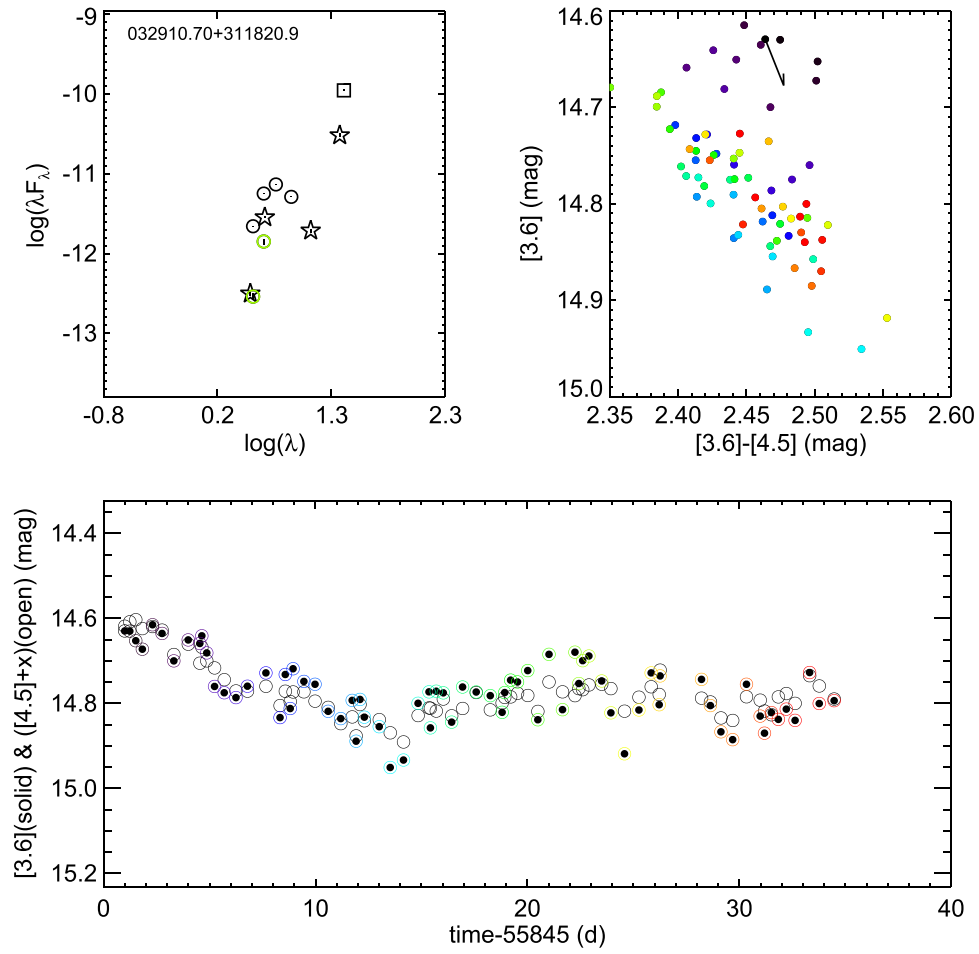 -9
-10
-11
-12
-13
log(λFλ)
032910.70+311820.9
-0.8 0.2 1.3 2.3
log(λ)
14.6
14.7
14.8
14.9
15.0
[3.6] (mag)
2.35 2.40 2.45 2.50 2.55 2.60
[3.6]-[4.5] (mag)
14.4
14.6
14.8
15.0
15.2
[3.6](solid) & ([4.5]+x)(open) (mag)
0 10 20 30 40
time-55845 (d)